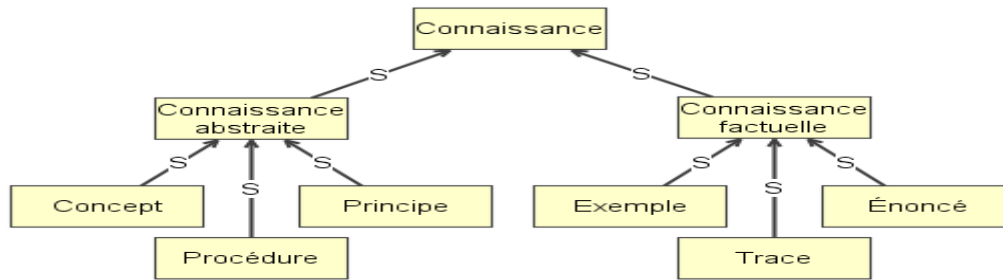 Connaissance
S
S
Connaissance
abstraite
Connaissance
factuelle
S
S
S
S
S
S
Concept
Principe
Exemple
Énoncé
Procédure
Trace